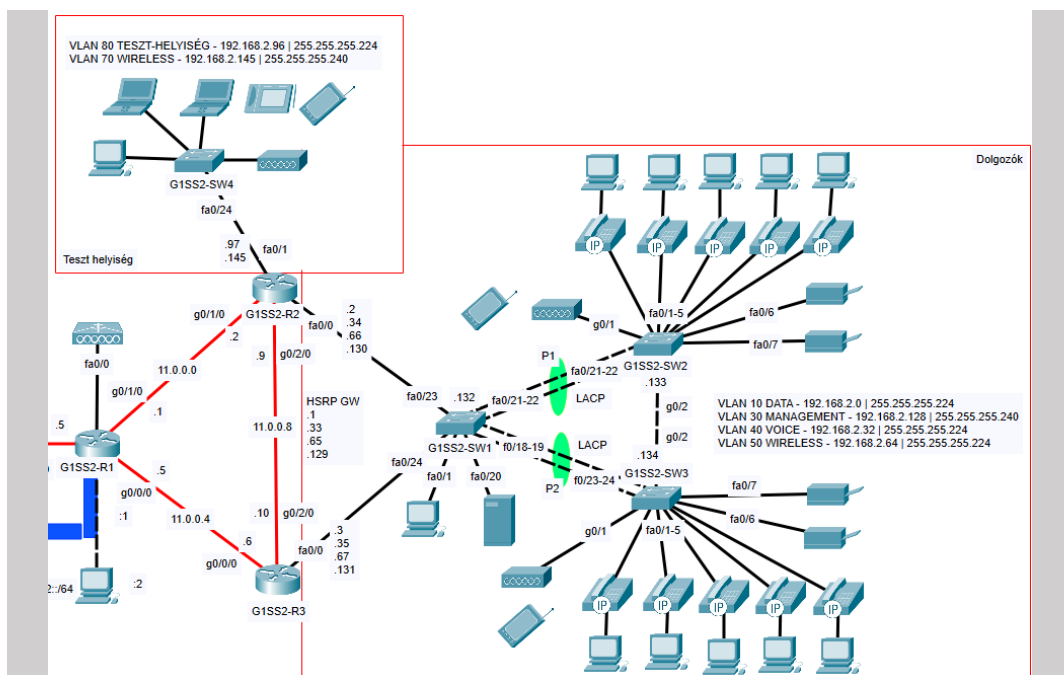 VLAN 80 TESZT-HELYISÉG - 192.168.2.96 | 255.255.255.224
VLAN 70 WIRELESS - 192.168.2.145 | 255.255.255.240
G1SS2-SW4
fa0/24
.97
.145
fa0/1
Teszt helyiség
Dolgozók
G1SS2-R2
g0/1/0
.2
fa0/0
.2
.34
.66
.130
.9
g0/2/0
11.0.0.0
fa0/0
g0/1/0
.1
.5
G1SS2-R1
.5
g0/0/0
11.0.0.4
.6
g0/0/0
:1
:2
2::/64
11.0.0.8
HSRP GW
.1
.33
.65
.129
.10
g0/2/0
fa0/0
.3
.35
.67
.131
G1SS2-R3
fa0/23
.132
G1SS2-SW1
fa0/24
fa0/1
fa0/20
P1
fa0/21-22
fa0/21-22
LACP
LACP
f0/18-19
f0/23-24
P2
IP
IP
IP
IP
IP
g0/1
fa0/1-5
fa0/6
fa0/7
G1SS2-SW2
.133
g0/2
g0/2
.134
VLAN 10 DATA - 192.168.2.0 | 255.255.255.224
VLAN 30 MANAGEMENT - 192.168.2.128 | 255.255.255.240
VLAN 40 VOICE - 192.168.2.32 | 255.255.255.224
VLAN 50 WIRELESS - 192.168.2.64 | 255.255.255.224
G1SS2-SW3
fa0/7
fa0/6
fa0/1-5
g0/1
IP
IP
IP
IP
IP